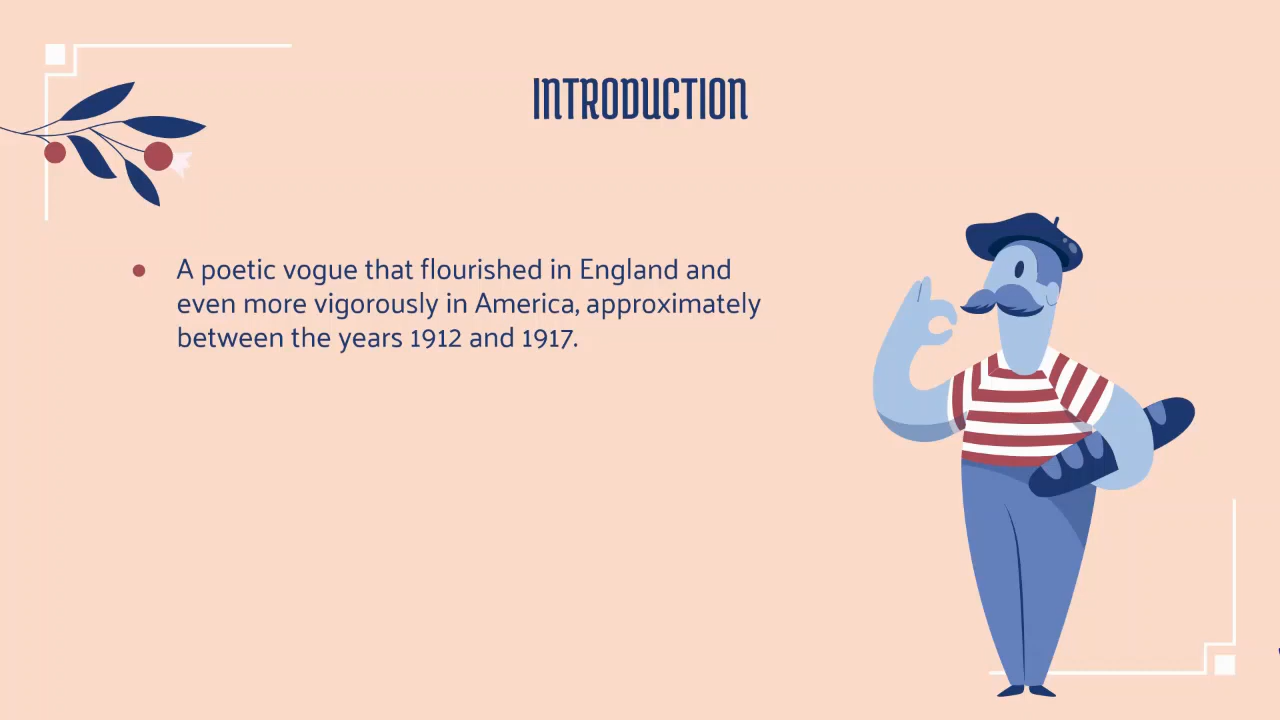 INTRODUCTION
A poetic vogue that flourished in England and
even more vigorously in America, approximately
between the years 1912 and 1917.